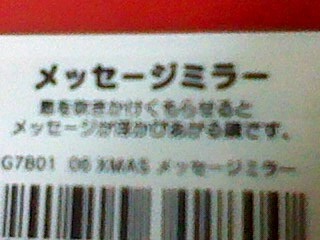 メッセージミラー
息を吹きかけくもらせると
メッセージが浮かびあがる鏡です。
G7801 06 XMAS メッセージミラー